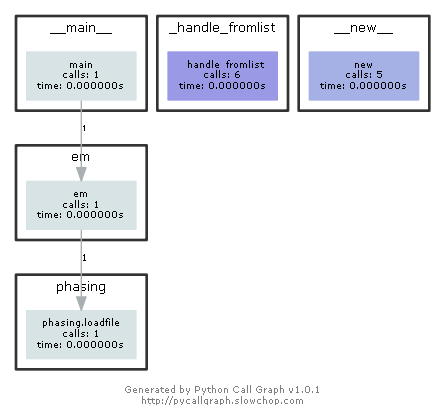 __main__
main
calls: 1
time: 0.000000s
_handle_fromlist
handle fromlist
calls: 6
time: 0.000000s
__new__
new
calls: 5
time: 0.000000s
1
em
em
calls: 1
time: 0.000000s
1
phasing
phasing.loadfile
calls: 1
time: 0.000000s
Generated by Python Call Graph v1.0.1
http://pycallgraph.slowchop.com